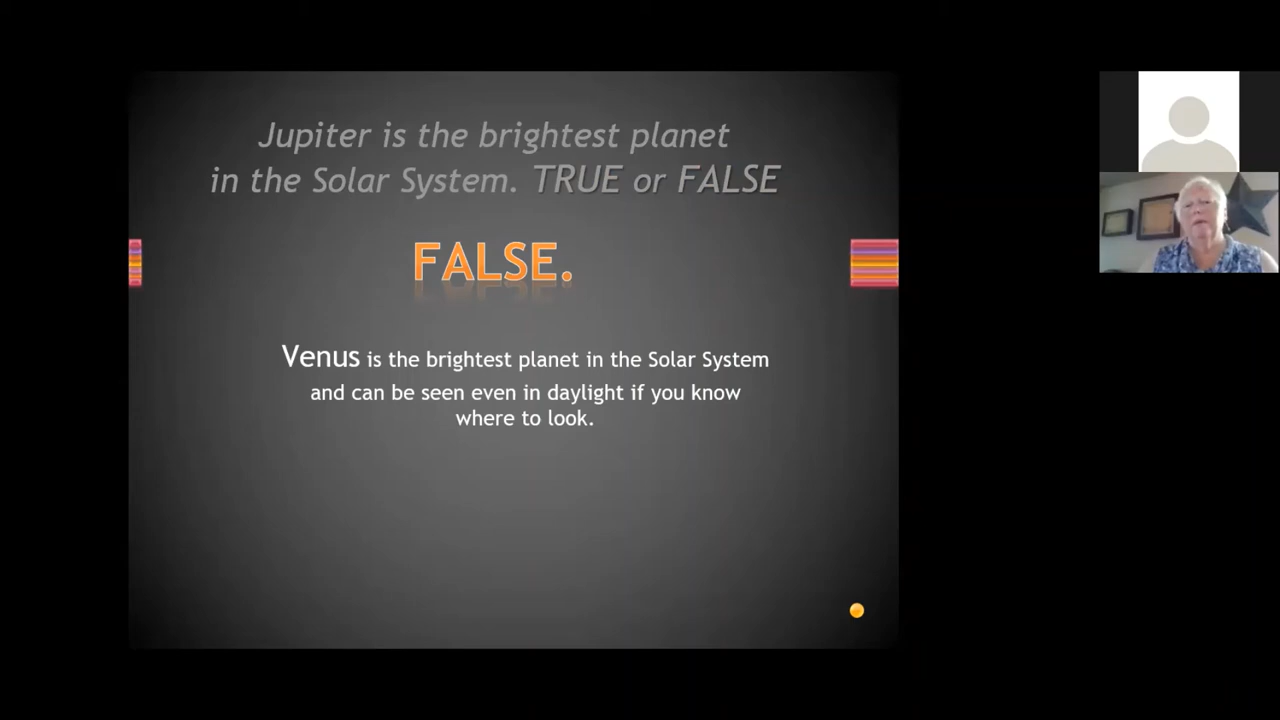 Jupiter is the brightest planet
in the Solar System. TRUE or FALSE
FALSE.
Venus is the brightest planet in the Solar System
and can be seen even in daylight if you know
where to look.